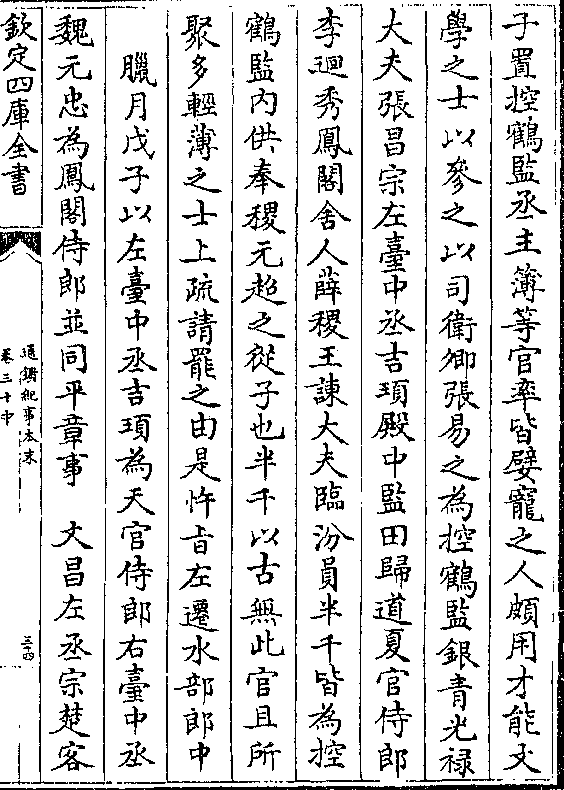 子置控鶴監丞主簿等官率皆嬖寵之人頗用才能文
學之士以參之以司衛卿張易之為控鶴監銀青光禄
大夫張昌宗左臺中丞吉頊殿中監田歸道夏官侍郎
李迥秀鳳閣舍人薛稷王諫大夫臨汾員半千皆為控
鶴監内供奉稷元超之從子也半千以古無此官且所
聚多輕薄之士上疏請罷之由是忤旨左遷水部郎中
臘月戊子以左臺中丞吉頊為天官侍郎右臺中丞
魏元忠為鳳閣侍郎並同平章事　文昌左丞宗楚客
欽定四庫全書
通鑑紀事本末
卷三十中
三四